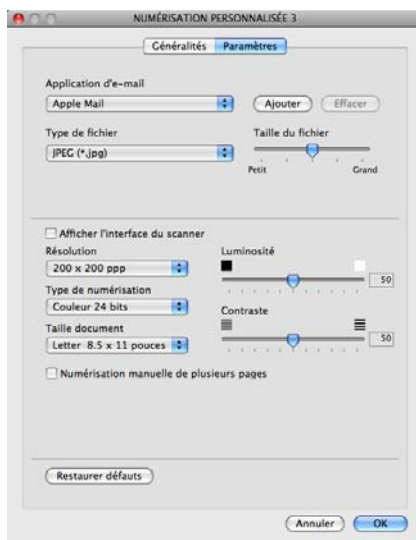 NUMÉRISATION PERSONNALISÉE 3
Généralités Paramètres
Application d'e-mail
Apple Mail Ajouter Effacer
Type de fichier Taille du fichier
JPEG (*.jpg)
Petit Grand
Afficher l'interface du scanner
Résolution Luminosité
200 x 200 ppp
50
Type de numérisation
Couleur 24 bits
Contraste
Taille document
Letter 8.5 x 11 pouces 50
Numérisation manuelle de plusieurs pages
Restaurer défauts
Annuler OK